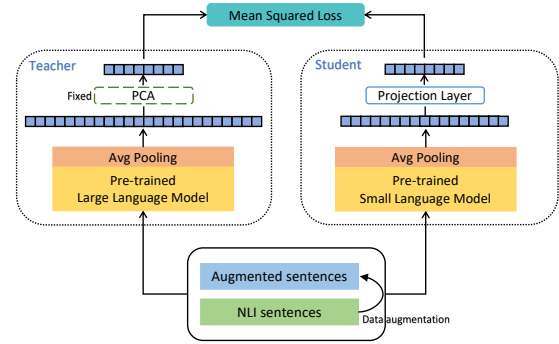 Mean Squared Loss
Teacher
Student
Fixed
PCA
Projection Layer
Avg Pooling
Pre-trained
Large Language Model
Avg Pooling
Pre-trained
Small Language Model
Augmented sentences
NLI sentences
Data augmentation